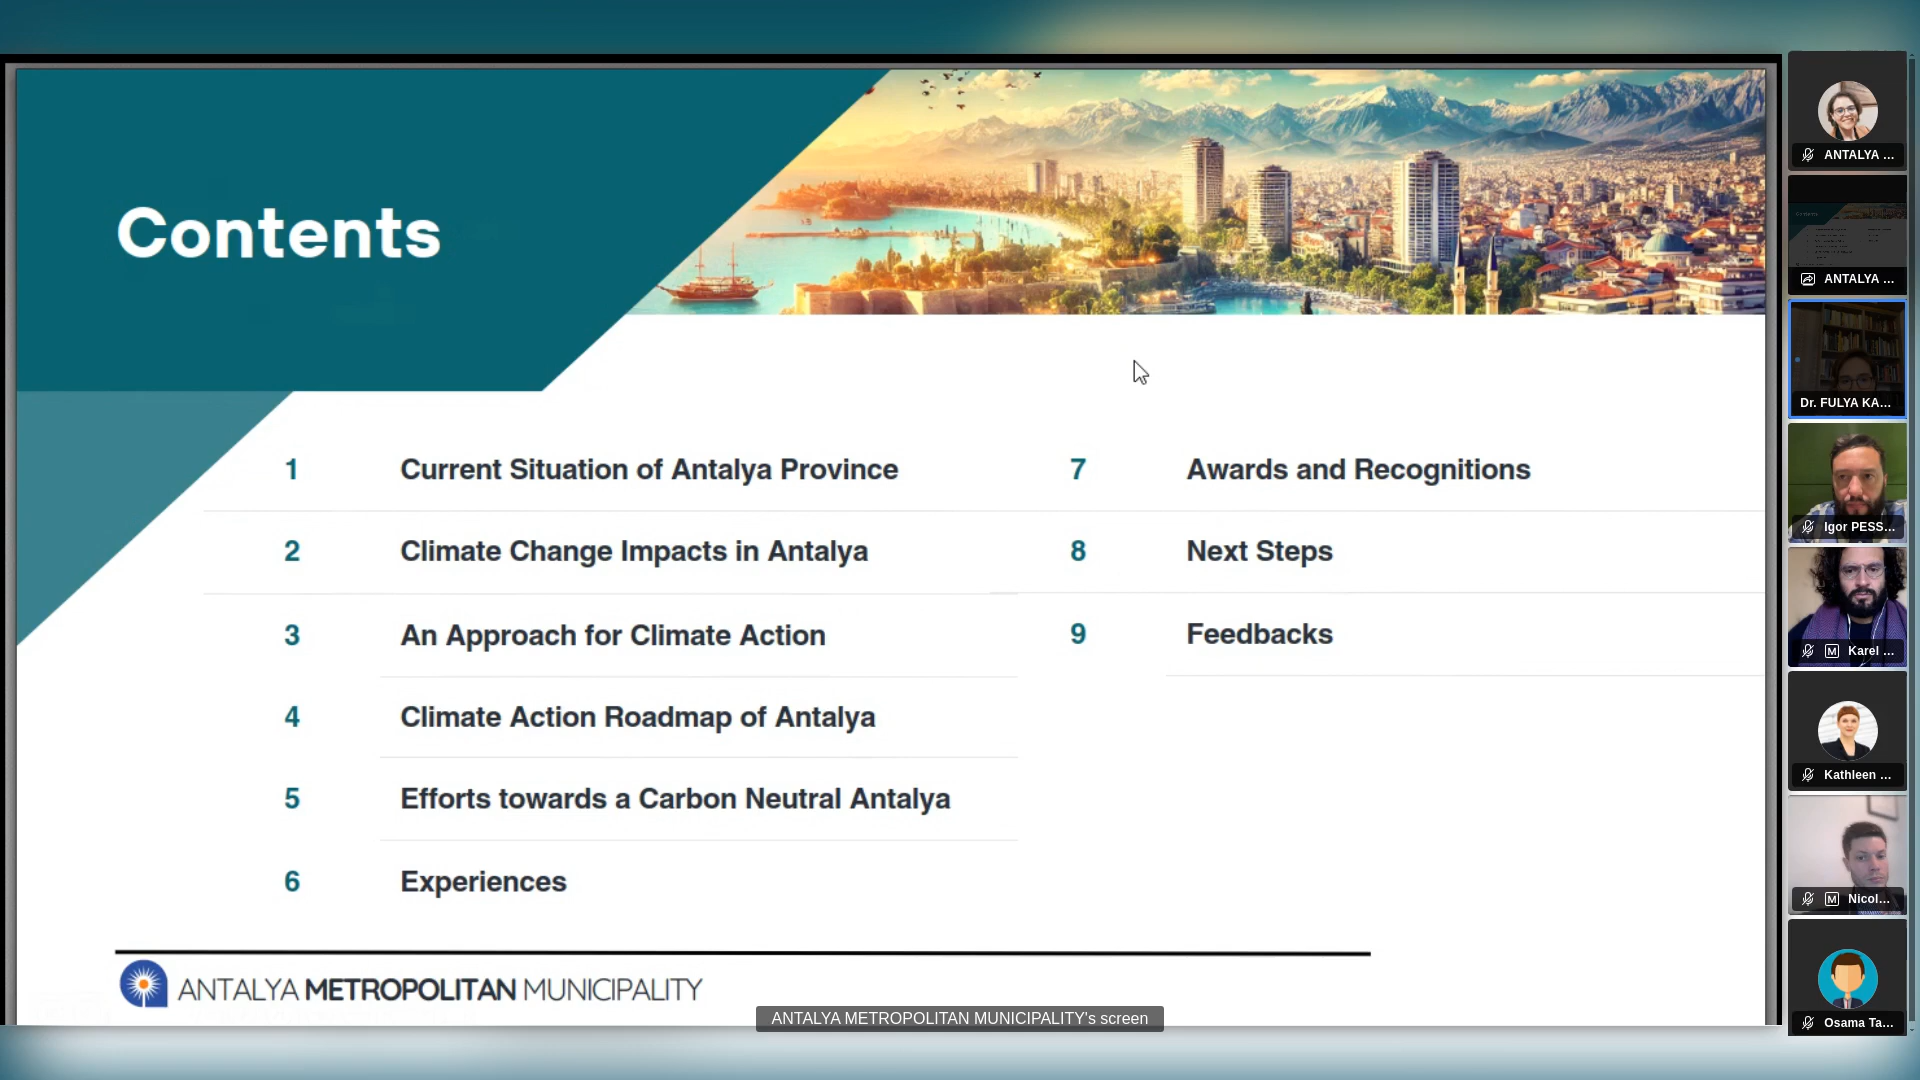 Contents
1 Current Situation of Antalya Province
2 Climate Change Impacts in Antalya
3 An Approach for Climate Action
4 Climate Action Roadmap of Antalya
5 Efforts towards a Carbon Neutral Antalya
6 Experiences
7 Awards and Recognitions
8 Next Steps
9 Feedbacks
ANTALYA METROPOLITAN MUNICIPALITY
ANTALYA METROPOLITAN MUNICIPALITY's screen
ANTALYA ...
ANTALYA ...
Dr. FULYA KA...
Igor PESS...
M Karel ...
Kathleen ...
M Nicol...
Osama Ta...